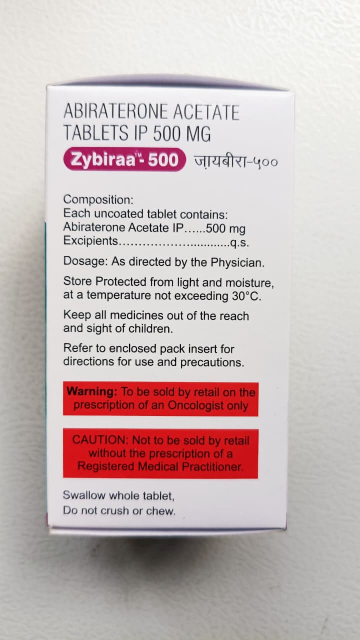 ABIRATERONE ACETATE
TABLETS IP 500 MG
Zybiraa™- 500 ज़ायबीरा-५००
Composition:
Each uncoated tablet contains:
Abiraterone Acetate IP......500 mg
Excipients..............................q.s.
Dosage: As directed by the Physician.
Store Protected from light and moisture,
at a temperature not exceeding 30°C.
Keep all medicines out of the reach
and sight of children.
Refer to enclosed pack insert for
directions for use and precautions.
Warning: To be sold by retail on the
prescription of an Oncologist only
CAUTION: Not to be sold by retail
without the prescription of a
Registered Medical Practitioner.
Swallow whole tablet,
Do not crush or chew.